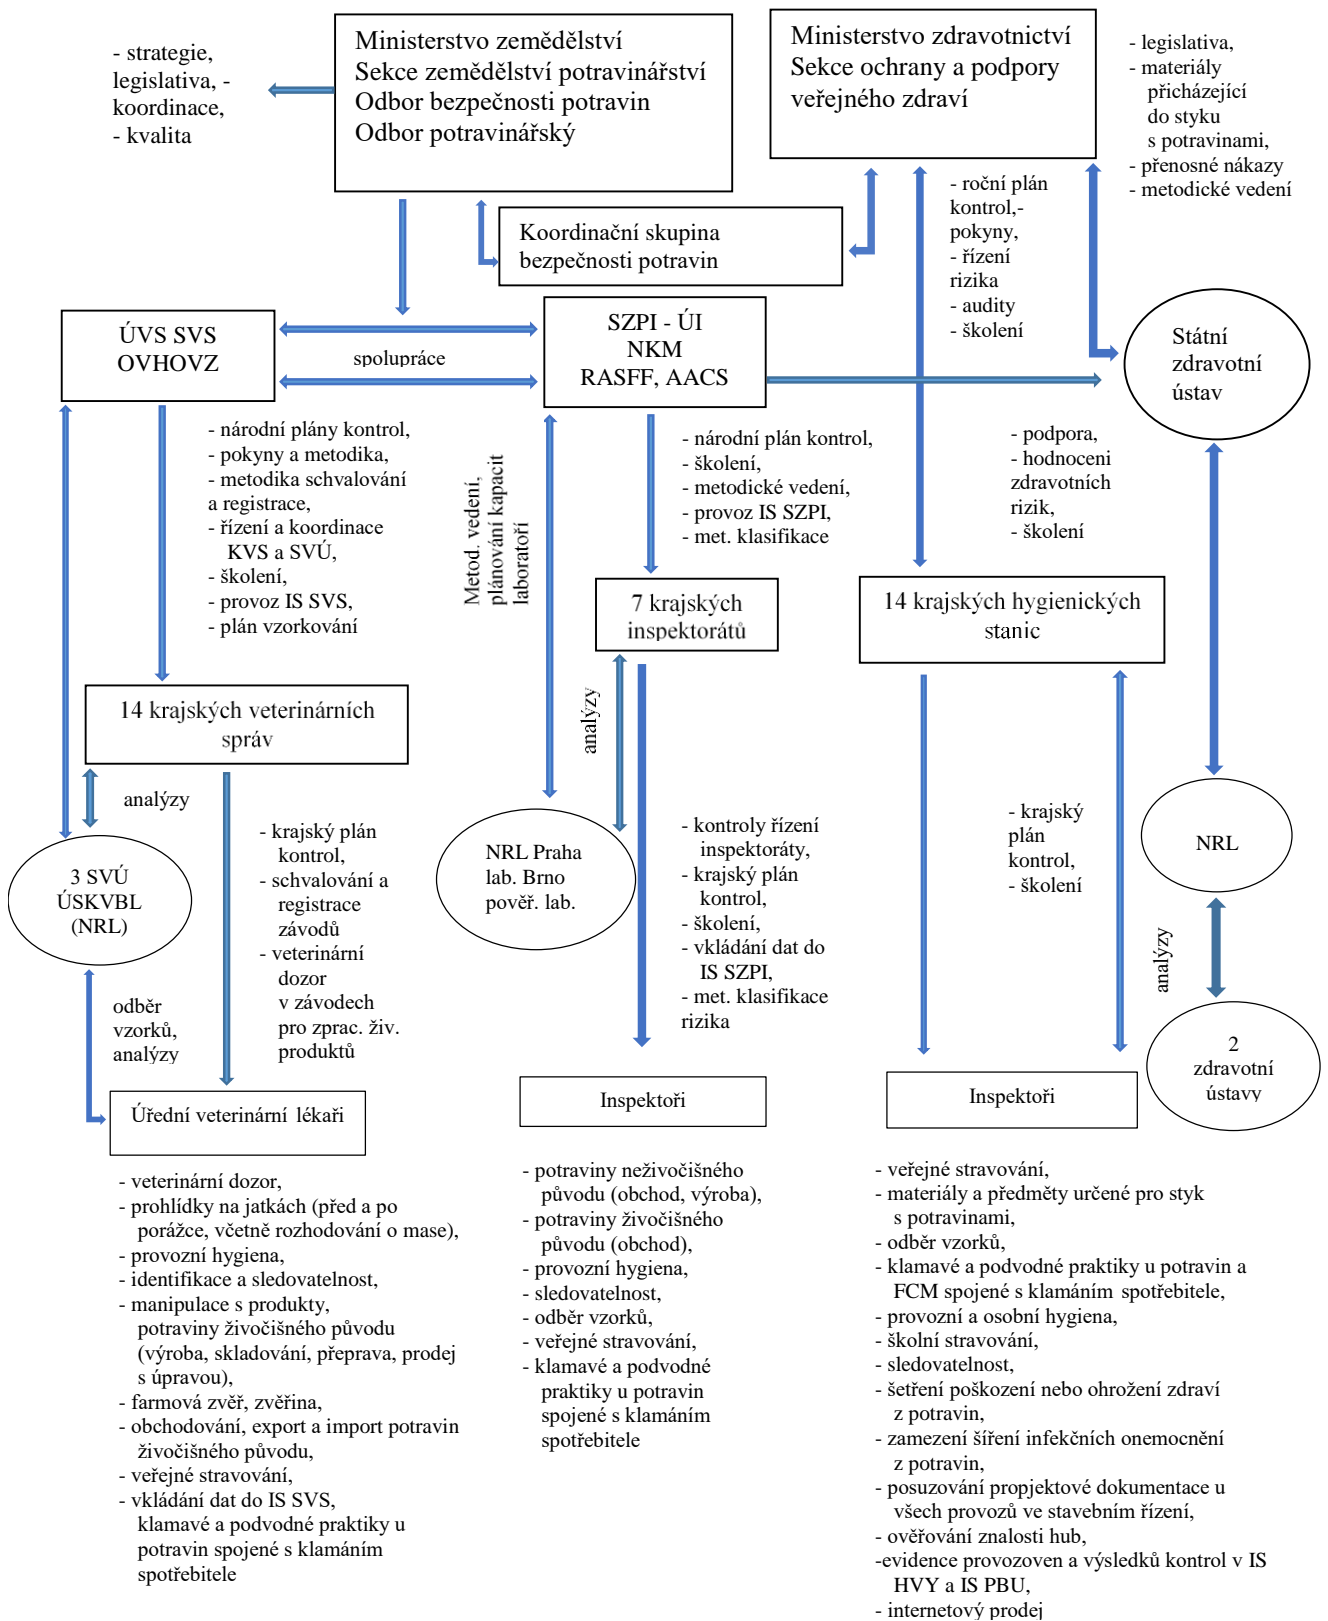 - strategie,
legislativa, -
koordinace,
- kvalita
Ministerstvo zemědělství
Sekce zemědělství potravinářství
Odbor bezpečnosti potravin
Odbor potravinářský
Ministerstvo zdravotnictví
Sekce ochrany a podpory
veřejného zdraví
- legislativa,
- materiály
přicházející
do styku
s potravinami,
- přenosné nákazy
- metodické vedení
Koordinační skupina
bezpečnosti potravin
- roční plán
kontrol,-
pokyny,
- řízení
rizika
- audity
- školení
ÚVS SVS
OVHOVZ
spolupráce
SZPI - ÚI
NKM
RASFF, AACS
Státní
zdravotní
ústav
- národní plány kontrol,
- pokyny a metodika,
- metodika schvalování
a registrace,
- řízení a koordinace
KVS a SVÚ,
- školení,
- provoz IS SVS,
- plán vzorkování
Metod. vedení,
plánování kapacit
laboratoří
- národní plán kontrol,
- školení,
- metodické vedení,
- provoz IS SZPI,
- met. klasifikace
- podpora,
- hodnoceni
zdravotních
rizik,
- školení
7 krajských
inspektorátů
14 krajských hygienických
stanic
14 krajských veterinárních
správ
analýzy
analýzy
3 SVÚ
ÚSKVBL
(NRL)
- krajský plán
kontrol,
- schvalování a
registrace
závodů
- veterinární
dozor
v závodech
pro zprac. živ.
produktů
NRL Praha
lab. Brno
pověř. lab.
- kontroly řízení
inspektoráty,
- krajský plán
kontrol,
- školení,
- vkládání dat do
IS SZPI,
- met. klasifikace
rizika
- krajský
plán
kontrol,
- školení
NRL
analýzy
2
zdravotní
ústavy
odběr
vzorků,
analýzy
Úřední veterinární lékaři
Inspektoři
Inspektoři
- veterinární dozor,
- prohlídky na jatkách (před a po
porážce, včetně rozhodování o mase),
- provozní hygiena,
- identifikace a sledovatelnost,
- manipulace s produkty,
potraviny živočišného původu
(výroba, skladování, přeprava, prodej
s úpravou),
- farmová zvěř, zvěřina,
- obchodování, export a import potravin
živočišného původu,
- veřejné stravování,
- vkládání dat do IS SVS,
klamavé a podvodné praktiky u
potravin spojené s klamáním
spotřebitele
- potraviny neživočišného
původu (obchod, výroba),
- potraviny živočišného
původu (obchod),
- provozní hygiena,
- sledovatelnost,
- odběr vzorků,
- veřejné stravování,
- klamavé a podvodné
praktiky u potravin
spojené s klamáním
spotřebitele
- veřejné stravování,
- materiály a předměty určené pro styk
s potravinami,
- odběr vzorků,
- klamavé a podvodné praktiky u potravin a
FCM spojené s klamáním spotřebitele,
- provozní a osobní hygiena,
- školní stravování,
- sledovatelnost,
- šetření poškození nebo ohrožení zdraví
z potravin,
- zamezení šíření infekčních onemocnění
z potravin,
- posuzování propjektové dokumentace u
všech provozů ve stavebním řízení,
- ověřování znalosti hub,
-evidence provozoven a výsledků kontrol v IS
HVY a IS PBU,
- internetový prodej